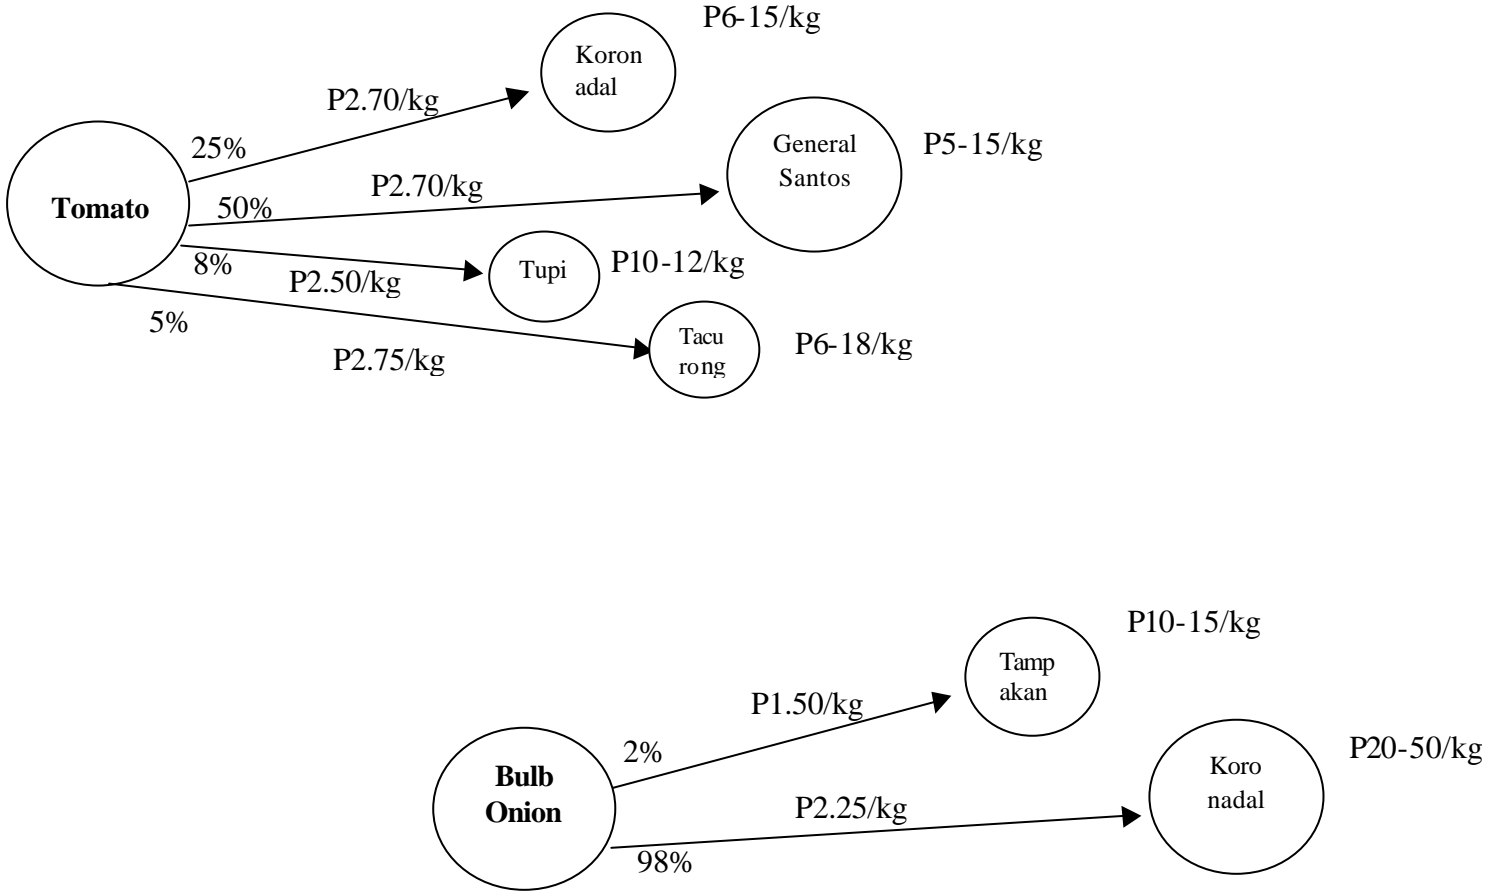 P6-15/kg
Koron
adal
P2.70/kg
25%
General
Santos
P5-15/kg
P2.70/kg
50%
Tomato
8%
P2.50/kg
Tupi
P10-12/kg
5%
P2.75/kg
Tacu
rong
P6-18/kg
P10-15/kg
Tamp
akan
P1.50/kg
2%
Bulb
Onion
P2.25/kg
98%
Koro
nadal
P20-50/kg